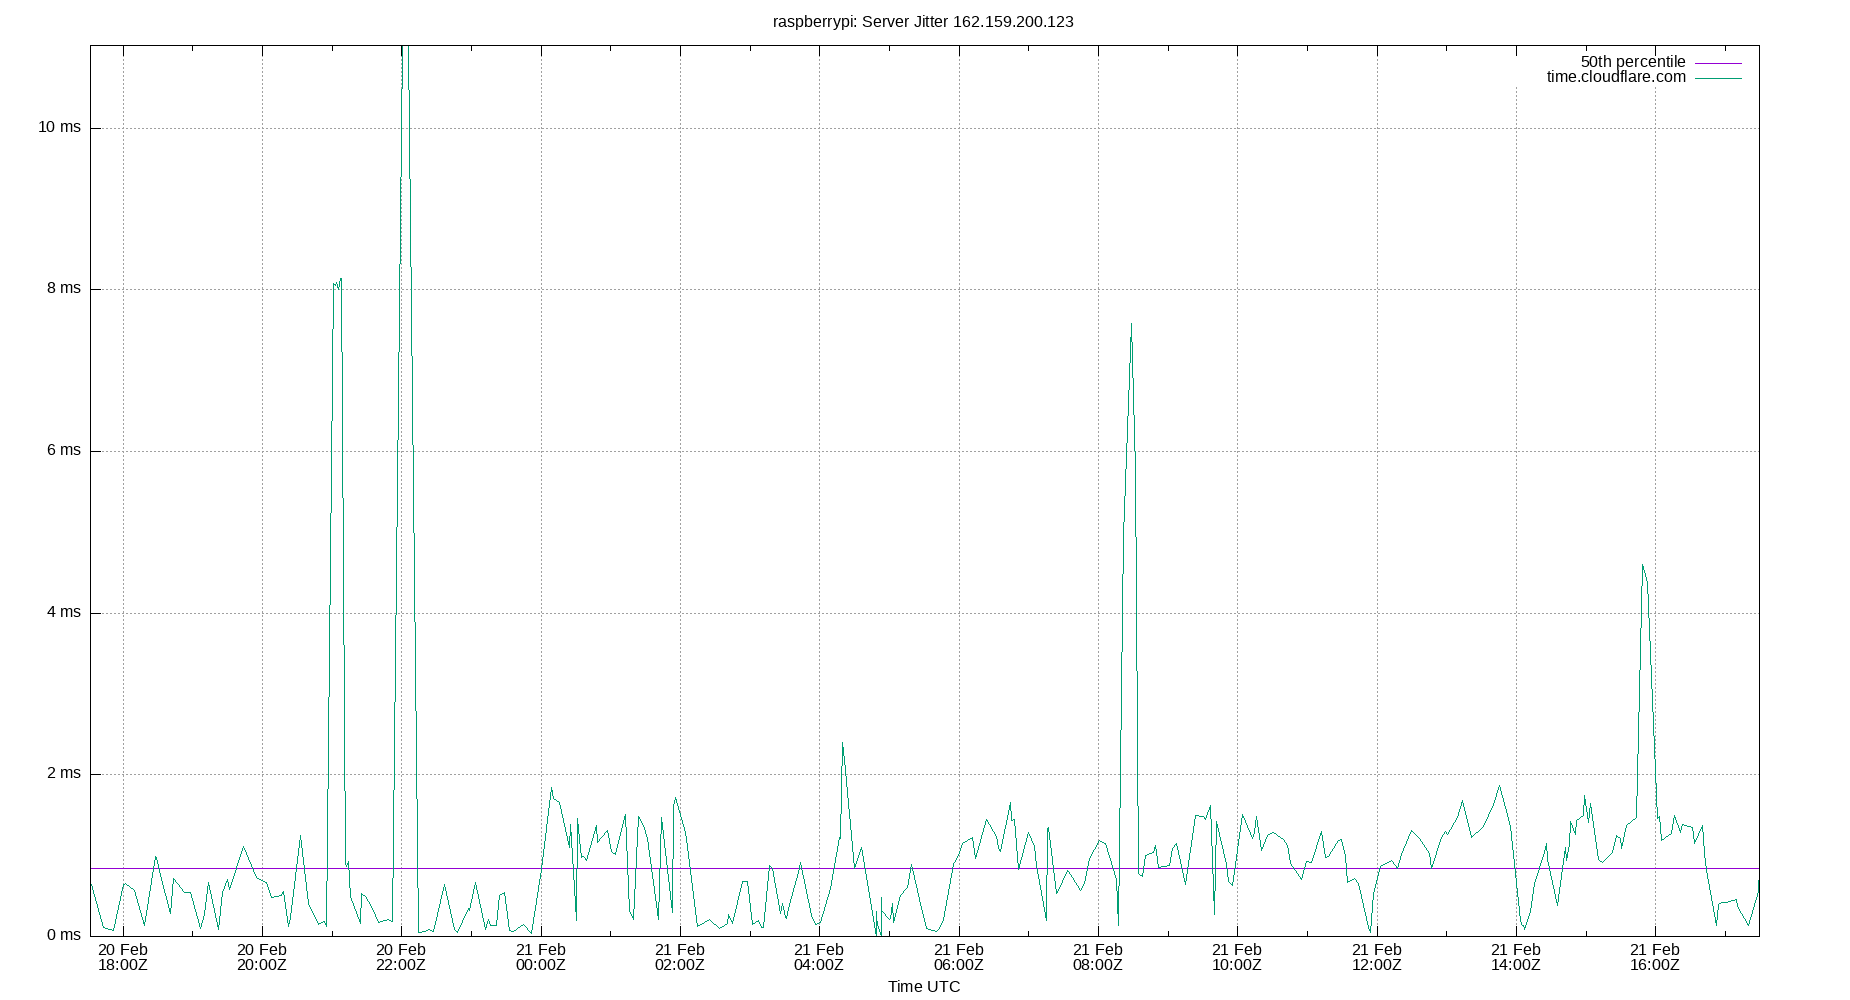 raspberrypi: Server Jitter 162.159.200.123
50th percentile
time.cloudflare.com
10 ms
8 ms
6 ms
4 ms
2 ms
0 ms
20 Feb 20 Feb 20 Feb 21 Feb 21 Feb 21 Feb 21 Feb 21 Feb 21 Feb 21 Feb 21 Feb 21 Feb
18:00Z 20:00Z 22:00Z 00:00Z 02:00Z 04:00Z 06:00Z 08:00Z 10:00Z 12:00Z 14:00Z 16:00Z
Time UTC